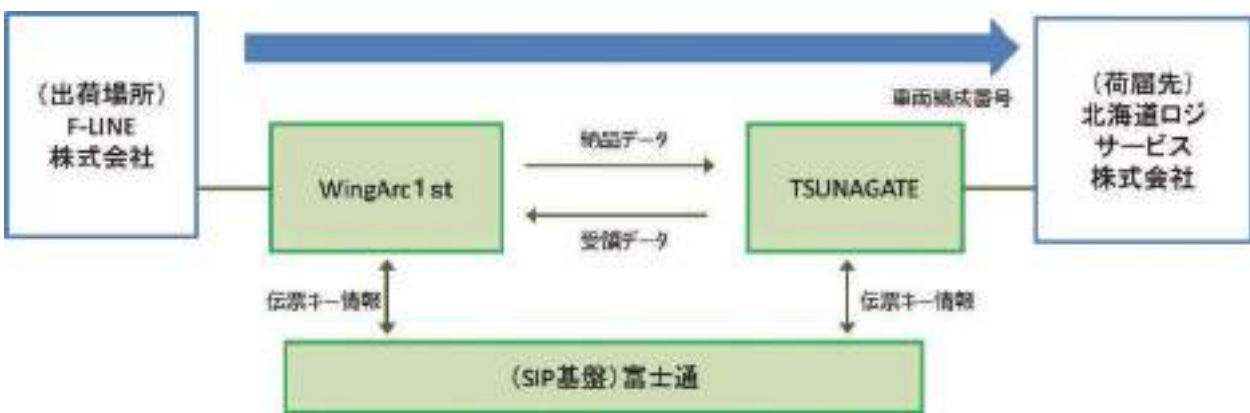 (出荷場所)
F-LINE
株式会社
(荷届先)
北海道ロジ
サービス
株式会社
車両編成番号
納品データ
WingArc1st
TSUNAGATE
受領データ
伝票キー情報
伝票キー情報
(SIP基盤)富士通